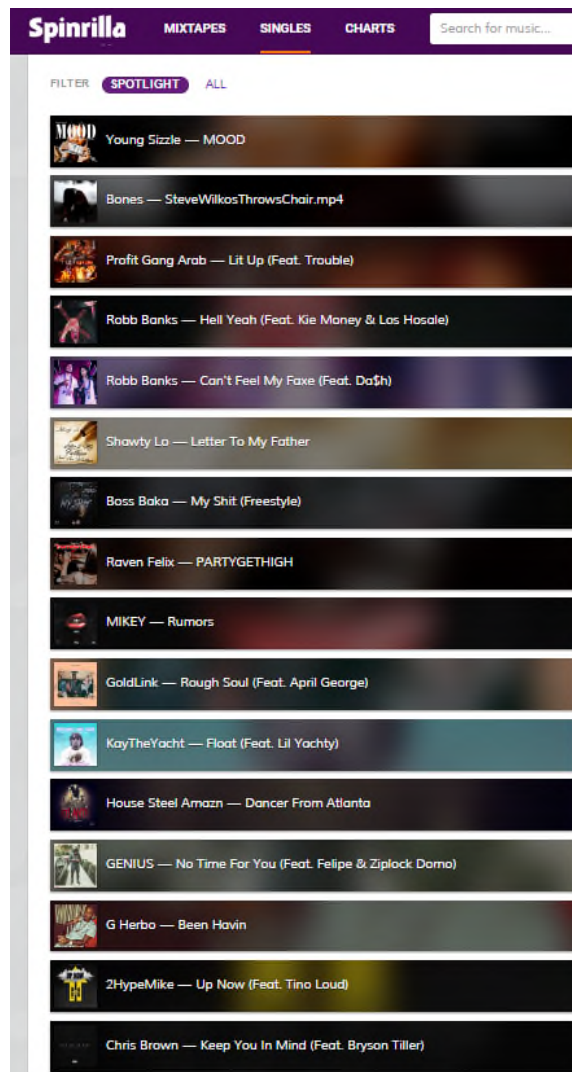 Spinrilla MIXTAPES SINGLES CHARTS Search for music...
FILTER SPOTLIGHT ALL
MOOD
Young Sizzle — MOOD
Bones — SteveWilkosThrowsChair.mp4
Profit Gang Arab — Lit Up (Feat. Trouble)
Robb Banks — Hell Yeah (Feat. Kie Money & Los Hosale)
Robb Banks — Can't Feel My Faxe (Feat. Da$h)
Shawty Lo — Letter To My Father
Boss Baka — My Shit (Freestyle)
Raven Felix — PARTYGETHIGH
MIKEY — Rumors
GoldLink — Rough Soul (Feat. April George)
KayTheYacht — Float (Feat. Lil Yachty)
House Steel Amazn — Dancer From Atlanta
GENIUS — No Time For You (Feat. Felipe & Ziplock Domo)
G Herbo — Been Havin
2HypeMike — Up Now (Feat. Tino Loud)
Chris Brown — Keep You In Mind (Feat. Bryson Tiller)